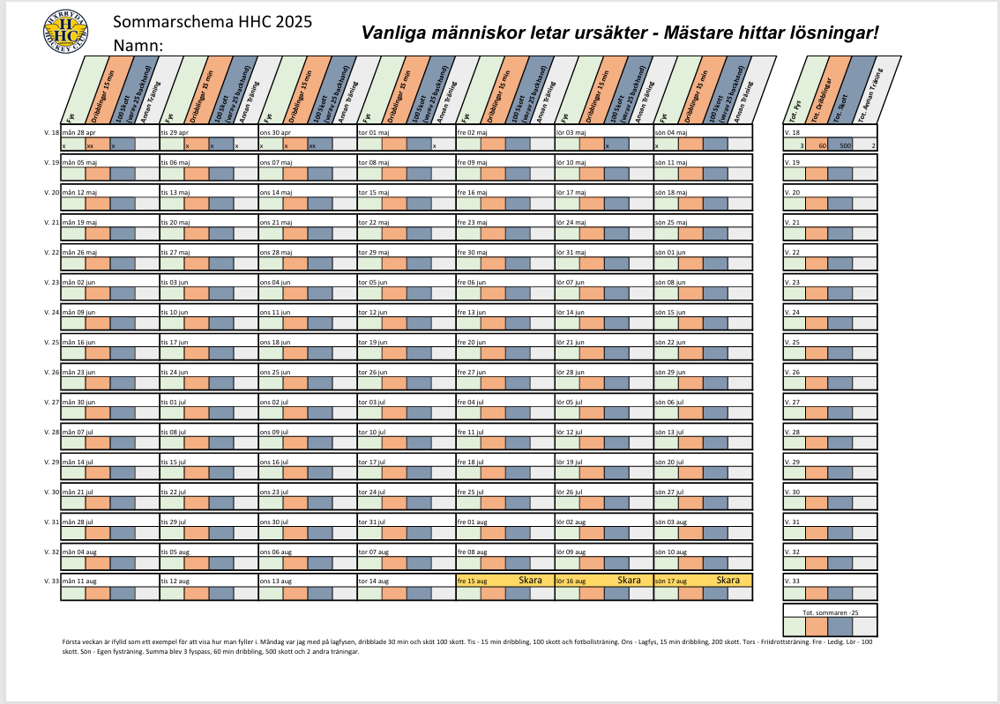 HÄRRYDA
HHC
HOCKEY CLUB
Sommarschema HHC 2025
Namn:
Vanliga människor letar ursäkter - Mästare hittar lösningar!
Fys Dribblingar 15 min 100 Skott (varav 25 backhand) Annan Träning Fys Dribblingar 15 min 100 Skott (varav 25 backhand) Annan Träning Fys Dribblingar 15 min 100 Skott (varav 25 backhand) Annan Träning Fys Dribblingar 15 min 100 Skott (varav 25 backhand) Annan Träning Fys Dribblingar 15 min 100 Skott (varav 25 backhand) Annan Träning Fys Dribblingar 15 min 100 Skott (varav 25 backhand) Annan Träning Fys Dribblingar 15 min 100 Skott (varav 25 backhand) Annan Träning Tot. Fys Tot. Dribblingar Tot. Skott Tot. Annan Träning
V. 18 mån 28 apr tis 29 apr ons 30 apr tor 01 maj fre 02 maj lör 03 maj sön 04 maj V. 18
x xx x x x x x x xx x x x 3 60 500 2
V. 19 mån 05 maj tis 06 maj ons 07 maj tor 08 maj fre 09 maj lör 10 maj sön 11 maj V. 19
V. 20 mån 12 maj tis 13 maj ons 14 maj tor 15 maj fre 16 maj lör 17 maj sön 18 maj V. 20
V. 21 mån 19 maj tis 20 maj ons 21 maj tor 22 maj fre 23 maj lör 24 maj sön 25 maj V. 21
V. 22 mån 26 maj tis 27 maj ons 28 maj tor 29 maj fre 30 maj lör 31 maj sön 01 jun V. 22
V. 23 mån 02 jun tis 03 jun ons 04 jun tor 05 jun fre 06 jun lör 07 jun sön 08 jun V. 23
V. 24 mån 09 jun tis 10 jun ons 11 jun tor 12 jun fre 13 jun lör 14 jun sön 15 jun V. 24
V. 25 mån 16 jun tis 17 jun ons 18 jun tor 19 jun fre 20 jun lör 21 jun sön 22 jun V. 25
V. 26 mån 23 jun tis 24 jun ons 25 jun tor 26 jun fre 27 jun lör 28 jun sön 29 jun V. 26
V. 27 mån 30 jun tis 01 jul ons 02 jul tor 03 jul fre 04 jul lör 05 jul sön 06 jul V. 27
V. 28 mån 07 jul tis 08 jul ons 09 jul tor 10 jul fre 11 jul lör 12 jul sön 13 jul V. 28
V. 29 mån 14 jul tis 15 jul ons 16 jul tor 17 jul fre 18 jul lör 19 jul sön 20 jul V. 29
V. 30 mån 21 jul tis 22 jul ons 23 jul tor 24 jul fre 25 jul lör 26 jul sön 27 jul V. 30
V. 31 mån 28 jul tis 29 jul ons 30 jul tor 31 jul fre 01 aug lör 02 aug sön 03 aug V. 31
V. 32 mån 04 aug tis 05 aug ons 06 aug tor 07 aug fre 08 aug lör 09 aug sön 10 aug V. 32
V. 33 mån 11 aug tis 12 aug ons 13 aug tor 14 aug fre 15 aug Skara lör 16 aug Skara sön 17 aug Skara V. 33
Tot. sommaren -25
Första veckan är ifylld som ett exempel för att visa hur man fyller i. Måndag var jag med på lagfysen, dribblade 30 min och sköt 100 skott. Tis - 15 min dribbling, 100 skott och fotbollsträning. Ons - Lagfys, 15 min dribbling, 200 skott. Tors - Friidrottsträning. Fre - Ledig. Lör - 100
skott. Sön - Egen fysträning. Summa blev 3 fyspass, 60 min dribbling, 500 skott och 2 andra träningar.